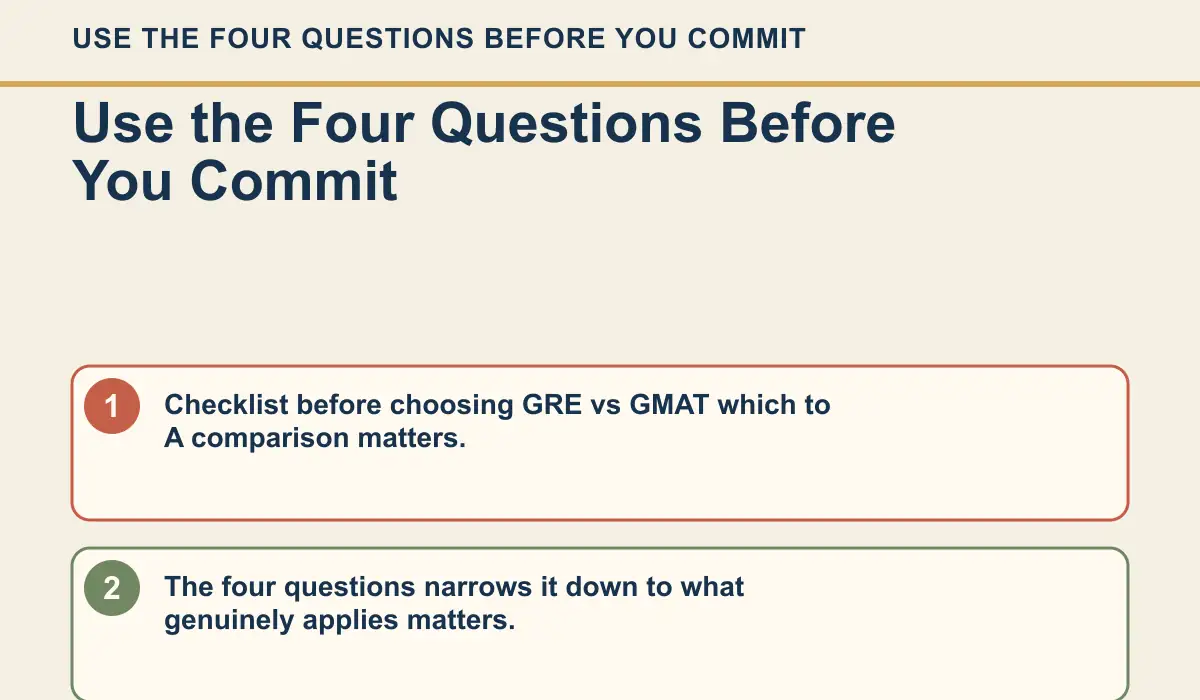 USE THE FOUR QUESTIONS BEFORE YOU COMMIT
Use the Four Questions Before
You Commit
1
Checklist before choosing GRE vs GMAT which to
A comparison matters.
2
The four questions narrows it down to what
genuinely applies matters.